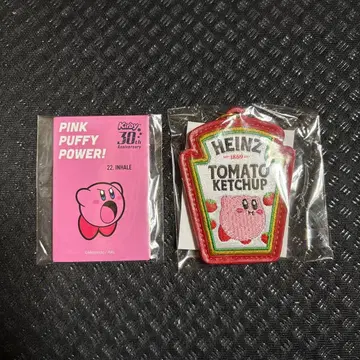 PINK
PUFFY
POWER!
Kirby
30th
Anniversary
22. INHALE
HEINZ
1869
TOMATO
KETCHUP